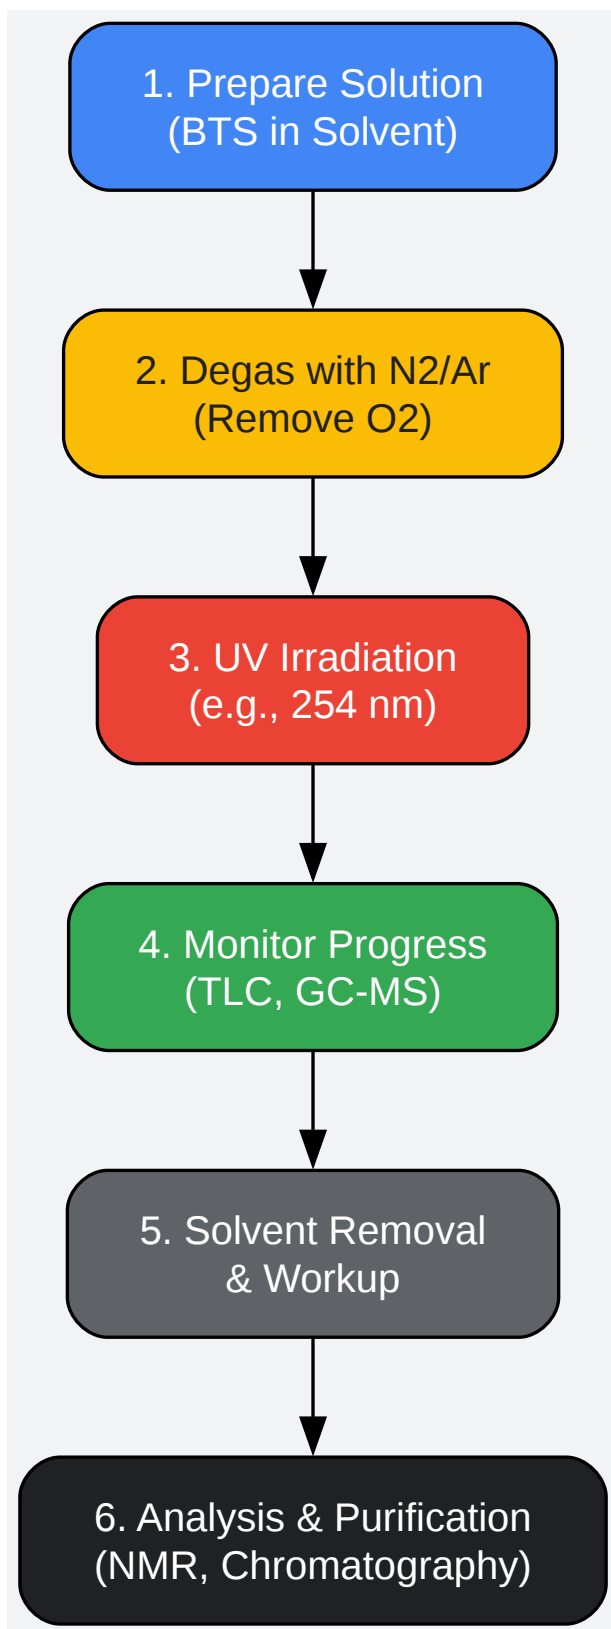 1. Prepare Solution
(BTS in Solvent)
2. Degas with N2/Ar
(Remove O2)
3. UV Irradiation
(e.g., 254 nm)
4. Monitor Progress
(TLC, GC-MS)
5. Solvent Removal
& Workup
6. Analysis & Purification
(NMR, Chromatography)